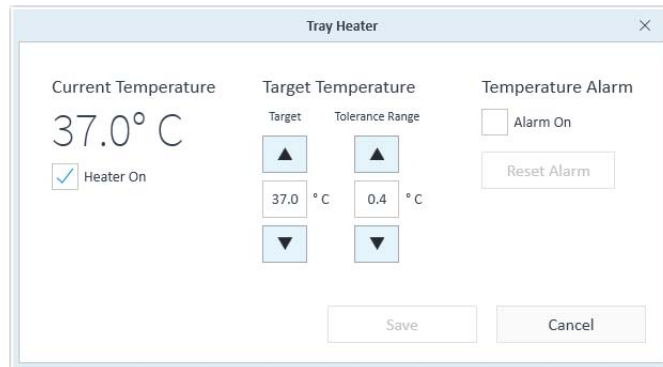 Tray Heater
Current Temperature
37.0° C
Heater On
Target Temperature
Target Tolerance Range
37.0 ° C 0.4 ° C
Temperature Alarm
Alarm On
Reset Alarm
Save Cancel